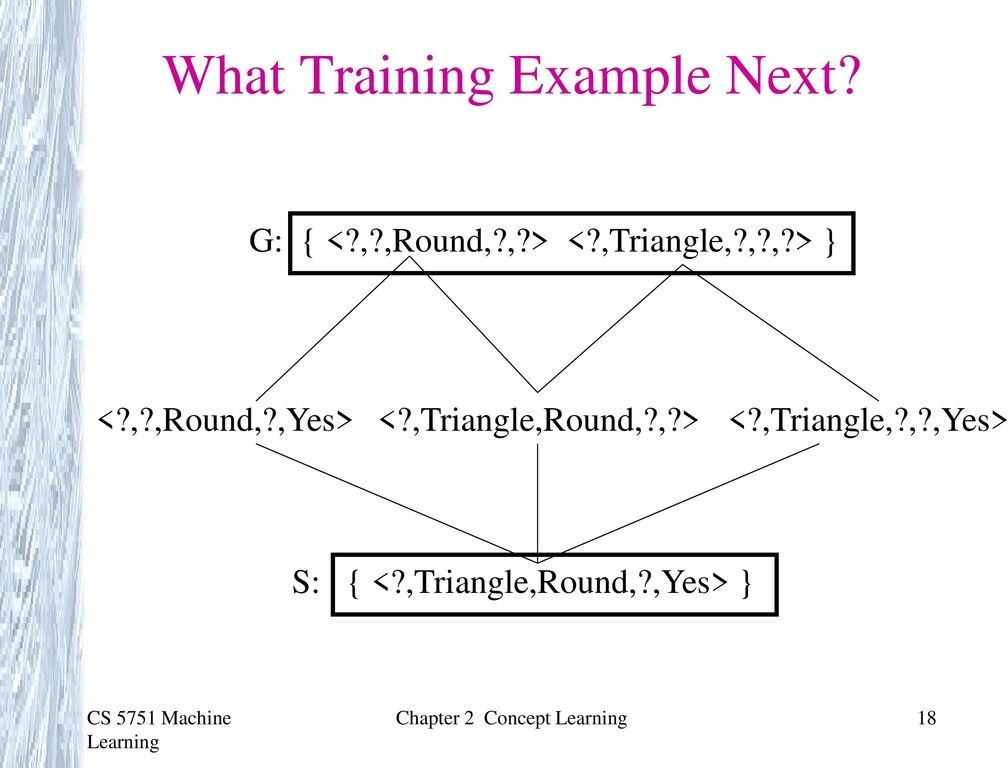 What Training Example Next?
G: { <?,?,Round,?,?> <?,Triangle,?,?,?> }
<?,?,Round,?,Yes> <?,Triangle,Round,?,?> <?,Triangle,?,?,Yes>
S: { <?,Triangle,Round,?,Yes> }
CS 5751 Machine
Learning
Chapter 2 Concept Learning
18